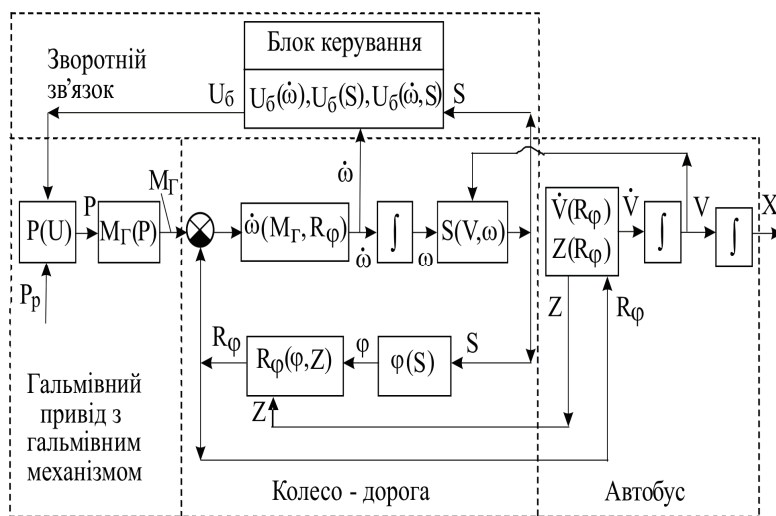 Блок керування
Зворотній
зв'язок
Uб
Uб(ω̇),Uб(S),Uб(ω̇,S)
S
ω̇
MГ
P
P(U)
MГ(P)
ω̇(MГ,Rφ)
∫
S(V,ω)
ω̇
ω
V̇(Rφ)
Z(Rφ)
V̇
∫
V
∫
X
Pр
Z
Rφ
Rφ
Rφ(φ,Z)
φ
φ(S)
S
Z
Гальмівний
привід з
гальмівним
механізмом
Колесо - дорога
Автобус